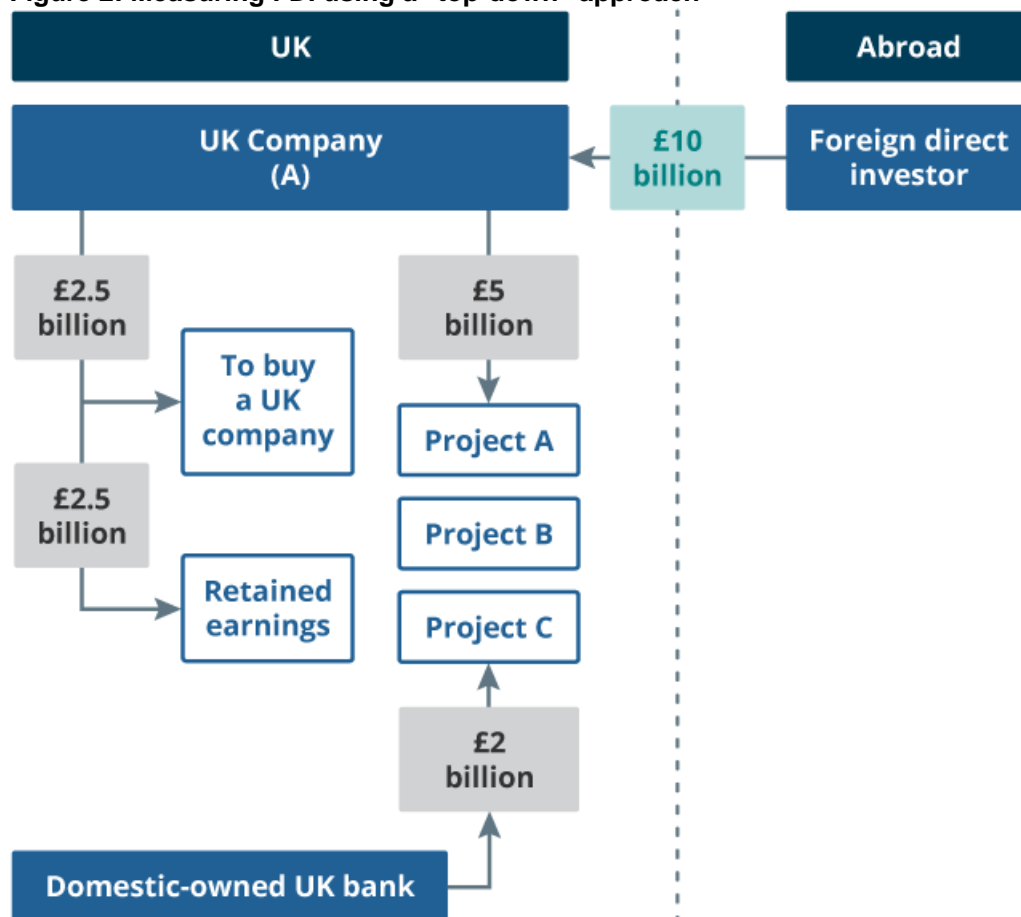 UK
Abroad
UK Company
(A)
£10
billion
Foreign direct
investor
£2.5
billion
£5
billion
To buy
a UK
company
Project A
£2.5
billion
Project B
Retained
earnings
Project C
£2
billion
Domestic-owned UK bank